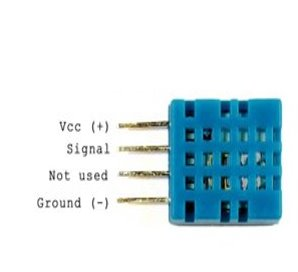 Vcc (+)
Signal
Not used
Ground (-)